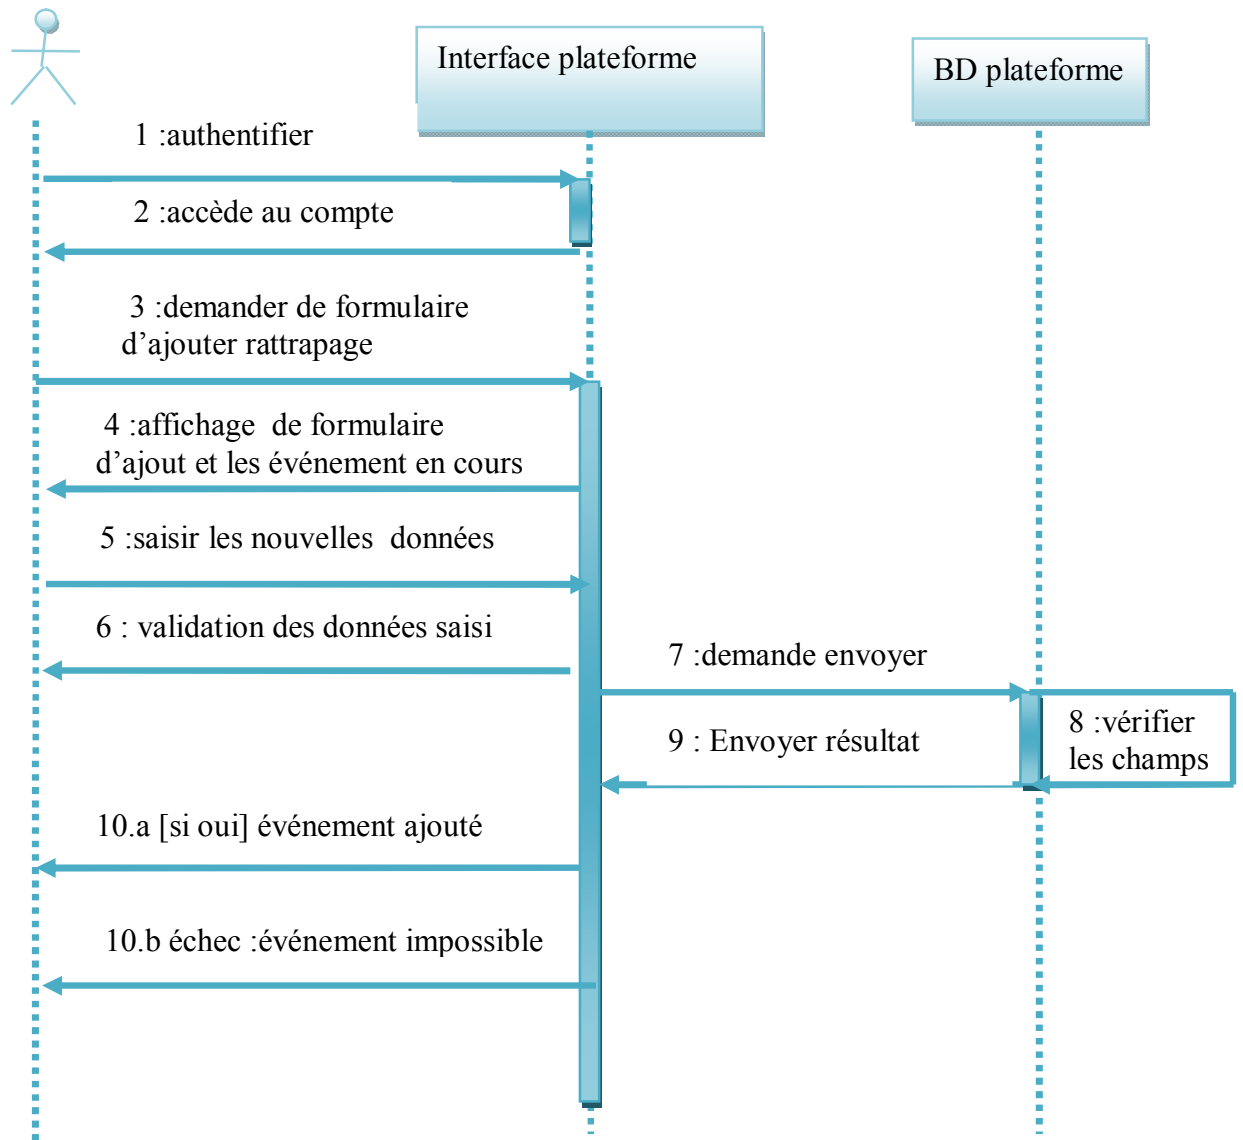 Interface plateforme
BD plateforme
1 :authentifier
2 :accède au compte
3 :demander de formulaire
d’ajouter rattrapage
4 :affichage  de formulaire
d’ajout et les événement en cours
5 :saisir les nouvelles  données
6 : validation des données saisi
7 :demande envoyer
8 :vérifier
les champs
9 : Envoyer résultat
10.a [si oui] événement ajouté
10.b échec :événement impossible